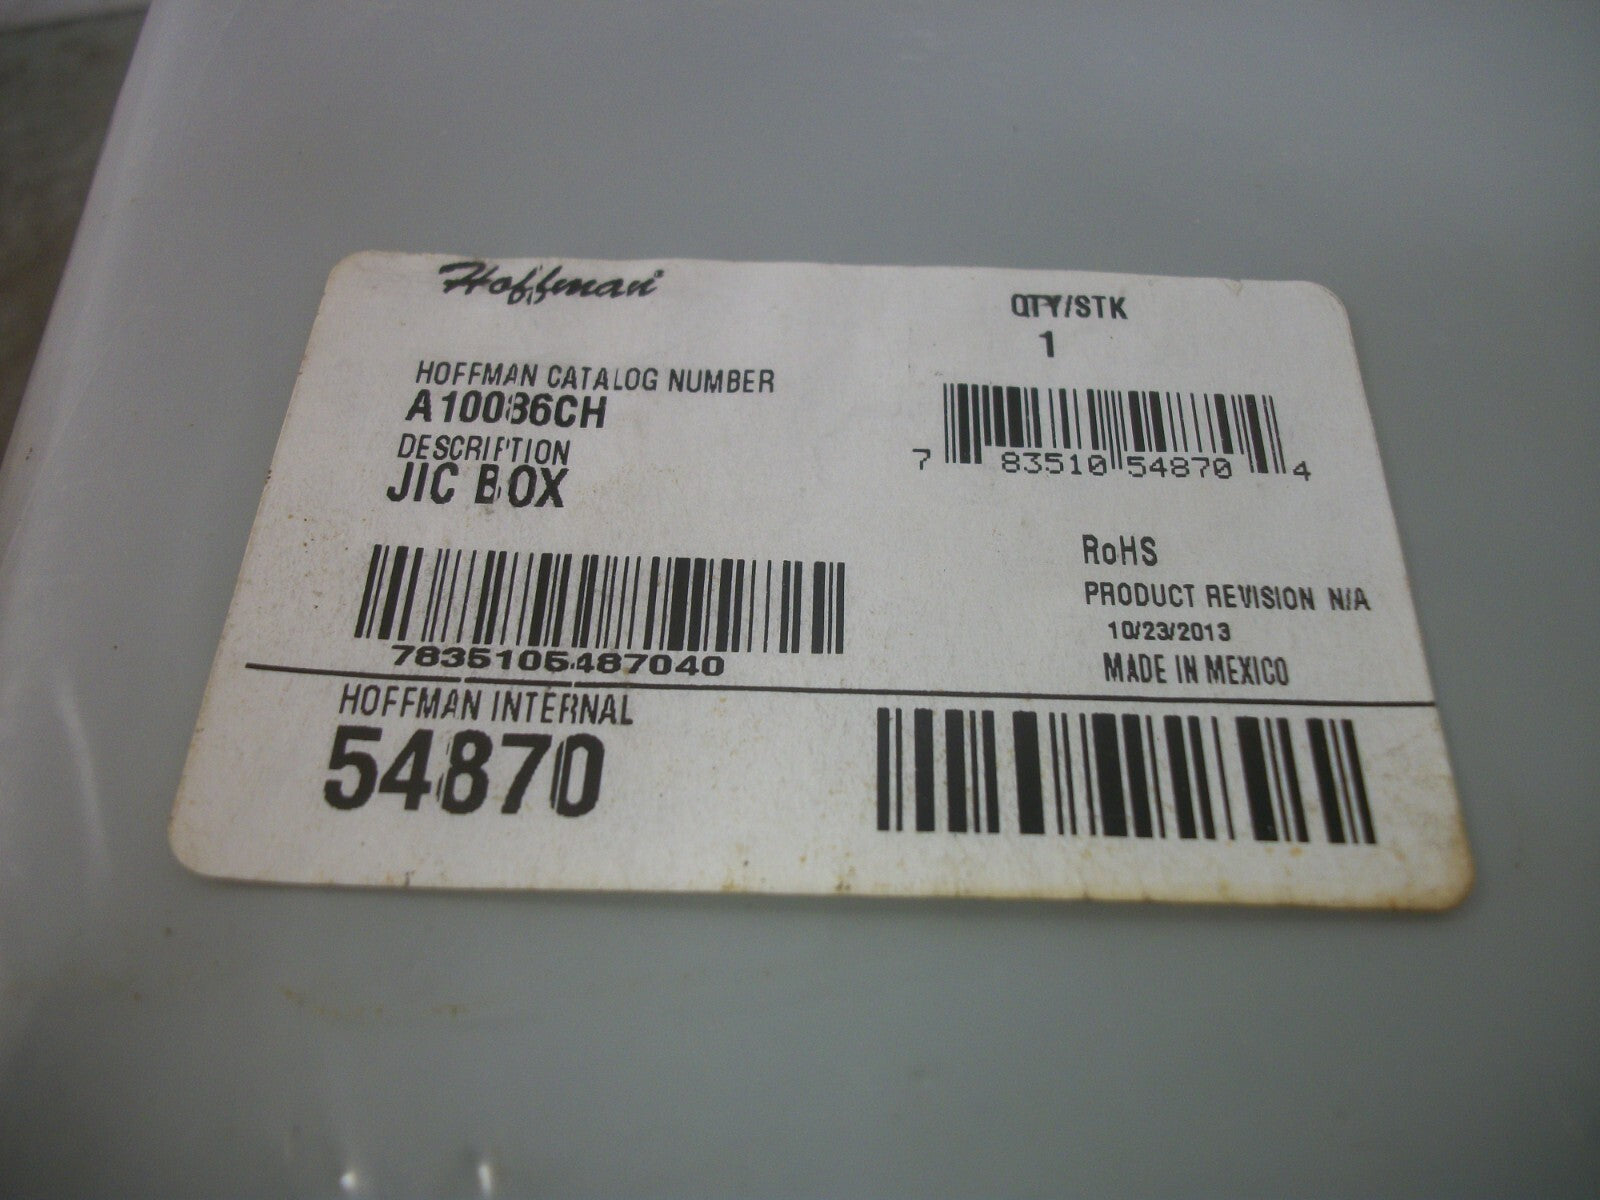 Hoffman
QTY/STK
1
HOFFMAN CATALOG NUMBER
A10086CH
DESCRIPTION
JIC BOX
7 83510 54870 4
RoHS
PRODUCT REVISION N/A
10/23/2013
MADE IN MEXICO
7835105487040
HOFFMAN INTERNAL
54870